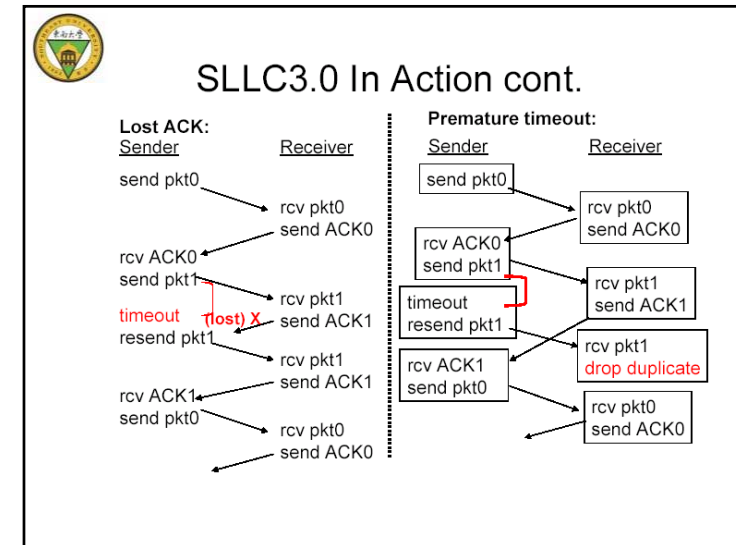 SLLC3.0 In Action cont.
Lost ACK:
Sender
Receiver
send pkt0
rcv pkt0
send ACK0
rcv ACK0
send pkt1
rcv pkt1
send ACK1
timeout
(lost) X
resend pkt1
rcv pkt1
send ACK1
rcv ACK1
send pkt0
rcv pkt0
send ACK0
Premature timeout:
Sender
Receiver
send pkt0
rcv pkt0
send ACK0
rcv ACK0
send pkt1
rcv pkt1
send ACK1
timeout
resend pkt1
rcv pkt1
drop duplicate
rcv ACK1
send pkt0
rcv pkt0
send ACK0